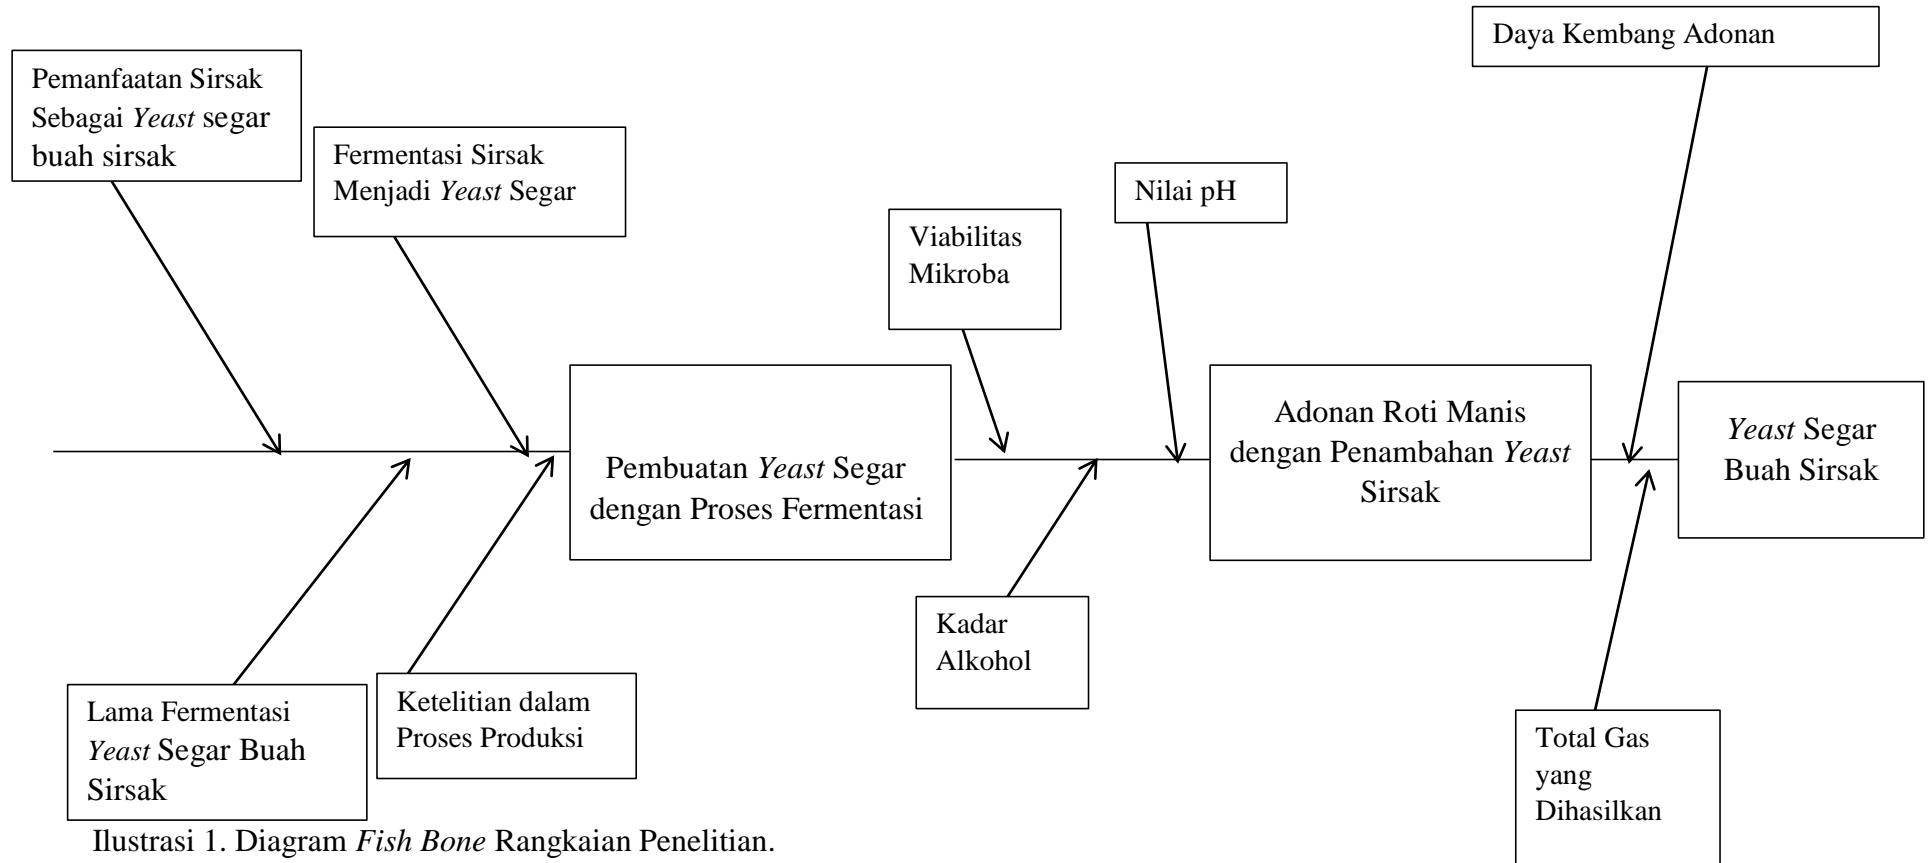 Daya Kembang Adonan
Pemanfaatan Sirsak
Sebagai Yeast segar
buah sirsak
Fermentasi Sirsak
Menjadi Yeast Segar
Nilai pH
Viabilitas
Mikroba
Pembuatan Yeast Segar
dengan Proses Fermentasi
Adonan Roti Manis
dengan Penambahan Yeast
Sirsak
Yeast Segar
Buah Sirsak
Kadar
Alkohol
Lama Fermentasi
Yeast Segar Buah
Sirsak
Ketelitian dalam
Proses Produksi
Total Gas
yang
Dihasilkan
Ilustrasi 1. Diagram Fish Bone Rangkaian Penelitian.